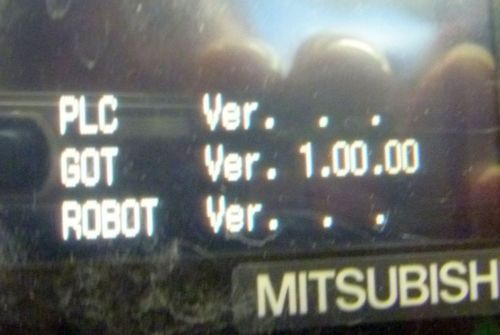 PLC Ver. . .
GOT Ver. 1.00.00
ROBOT Ver. . .
MITSUBISH